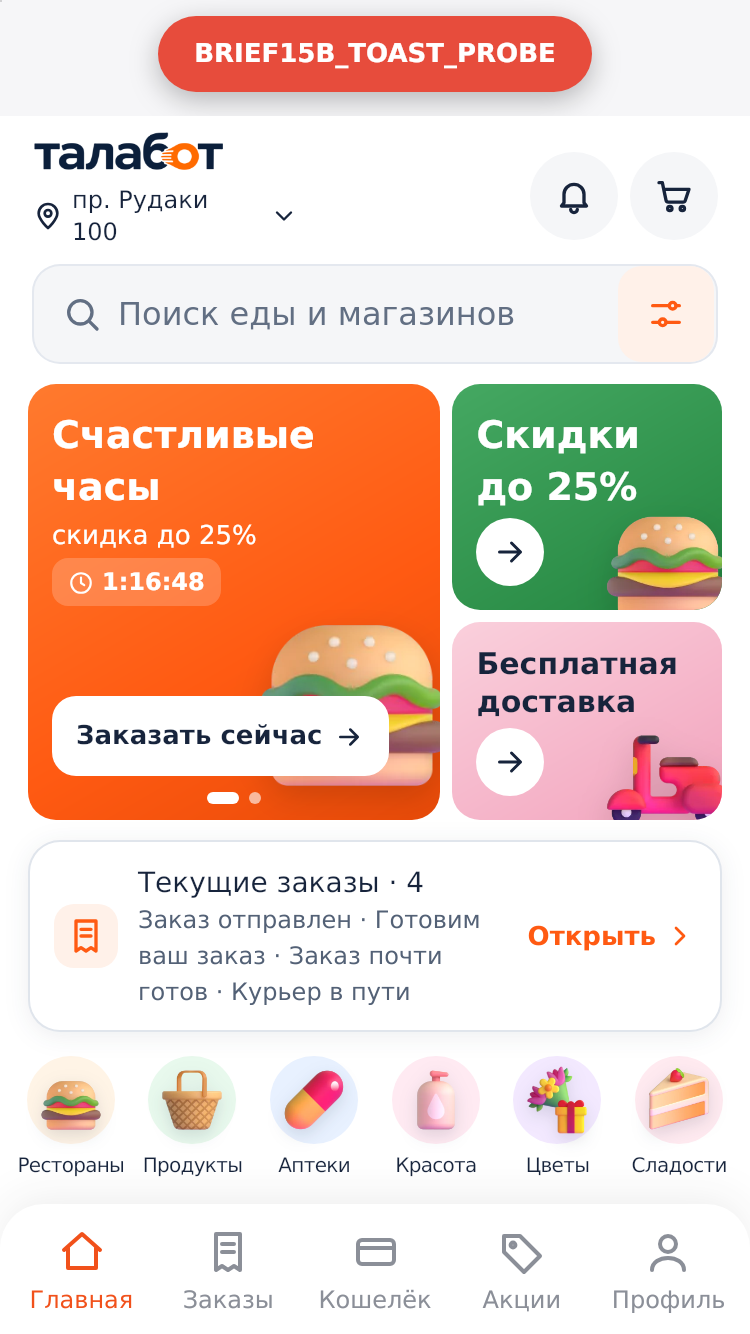 BRIEF15B_TOAST_PROBE
талабот
пр. Рудаки
100
Поиск еды и магазинов
Счастливые
часы
скидка до 25%
1:16:48
Заказать сейчас
Скидки
до 25%
Бесплатная
доставка
Текущие заказы · 4
Заказ отправлен · Готовим
ваш заказ · Заказ почти
готов · Курьер в пути
Открыть
Рестораны Продукты Аптеки Красота Цветы Сладости
Главная Заказы Кошелёк Акции Профиль